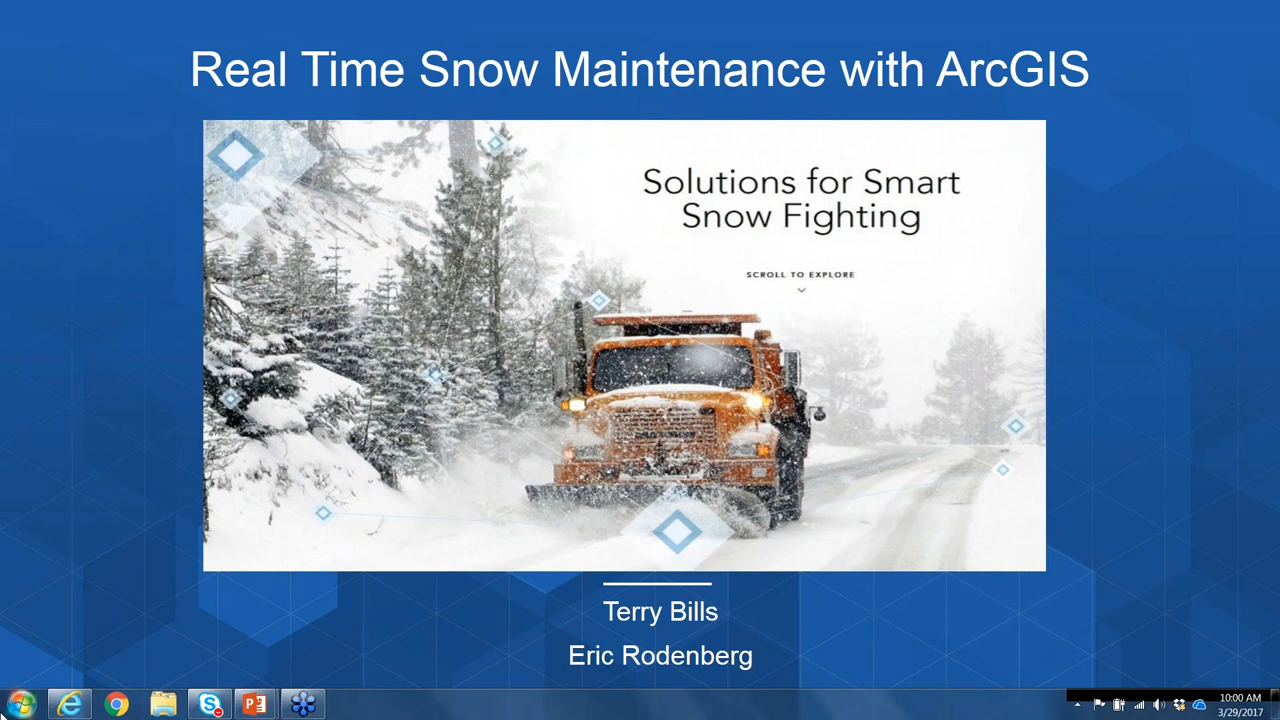 Real Time Snow Maintenance with ArcGIS
Solutions for Smart
Snow Fighting
SCROLL TO EXPLORE
Terry Bills
Eric Rodenberg
10:00 AM
3/29/2017